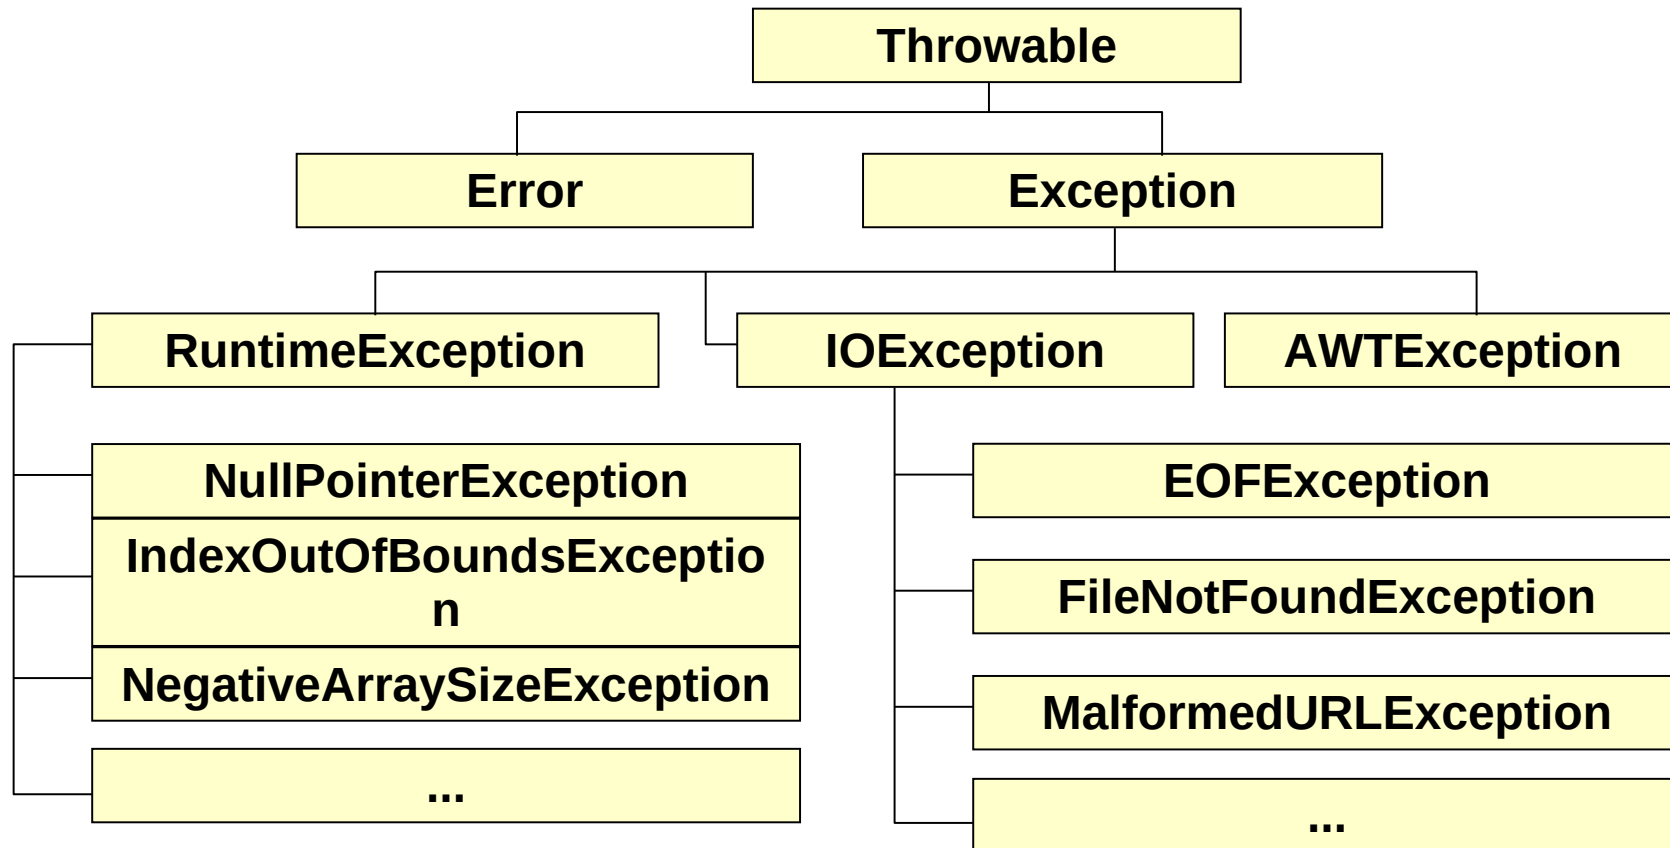 Throwable
Error
Exception
RuntimeException
IOException
AWTException
NullPointerException
IndexOutOfBoundsExceptio
n
NegativeArraySizeException
...
EOFException
FileNotFoundException
MalformedURLException
...